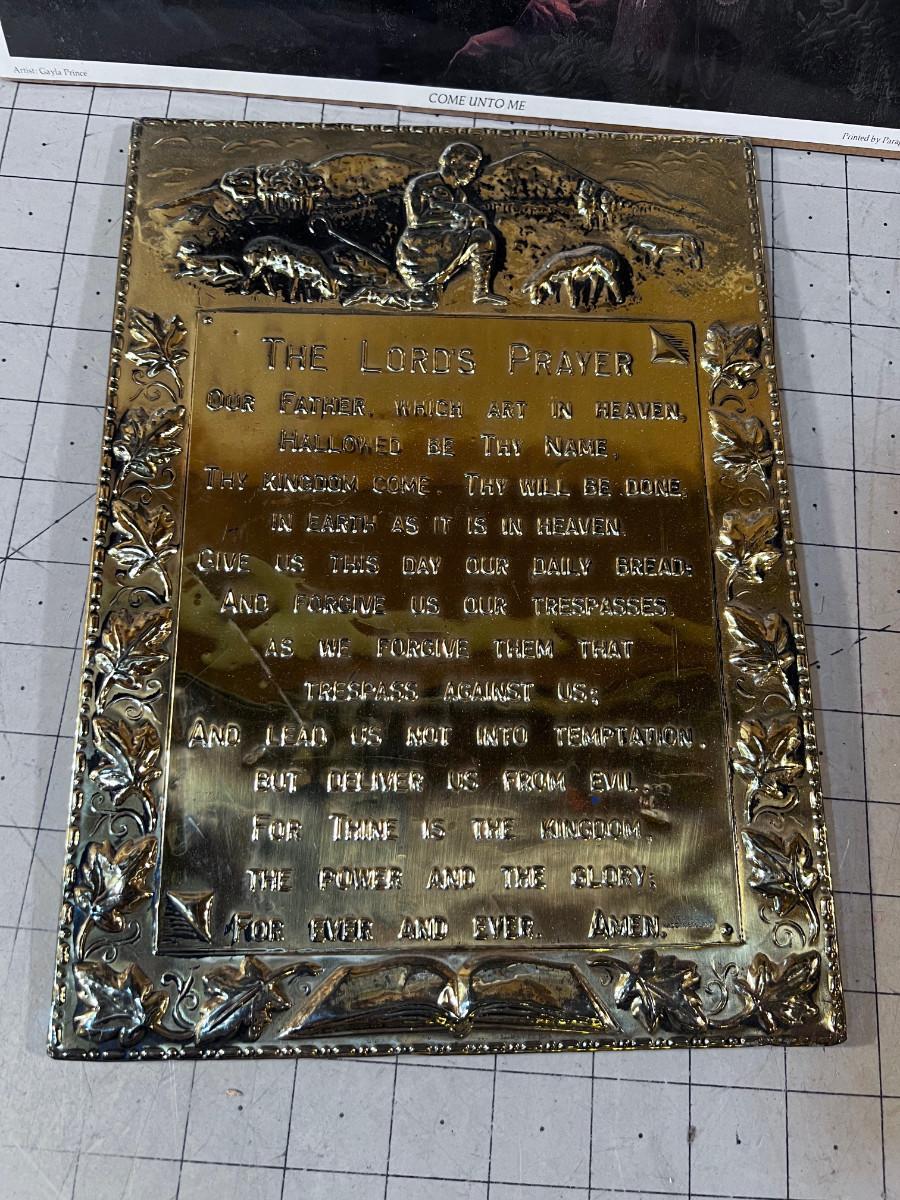 Artist: Gayla Prince
COME UNTO ME
Printed by
THE LORD'S PRAYER
OUR FATHER, WHICH ART IN HEAVEN,
HALLOWED BE THY NAME,
THY KINGDOM COME. THY WILL BE DONE,
IN EARTH AS IT IS IN HEAVEN.
GIVE US THIS DAY OUR DAILY BREAD:
AND FORGIVE US OUR TRESPASSES,
AS WE FORGIVE THEM THAT
TRESPASS AGAINST US;
AND LEAD US NOT INTO TEMPTATION,
BUT DELIVER US FROM EVIL.
FOR THINE IS THE KINGDOM,
THE POWER AND THE GLORY;
FOR EVER AND EVER. AMEN.